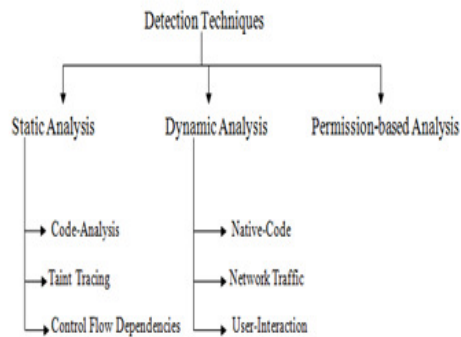 Detection Techniques
Static Analysis
Dynamic Analysis
Permission-based Analysis
Code-Analysis
Taint Tracing
Control Flow Dependencies
Native-Code
Network Traffic
User-Interaction